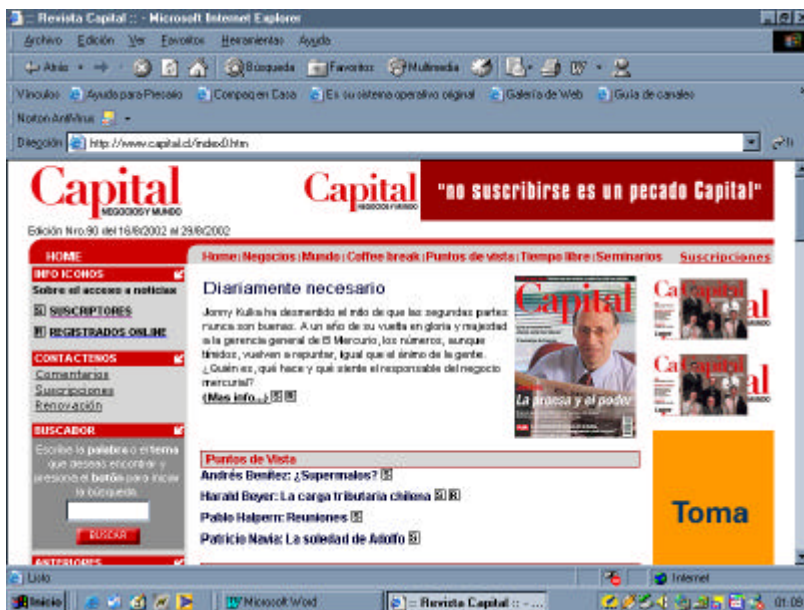 :: Revista Capital :: - Microsoft Internet Explorer
Archivo Edición Ver Favoritos Herramientas Ayuda
Atrás Búsqueda Favoritos Multimedia
Vínculos Ayuda para Presario Compaq en Casa En su sistema operativo original Galería de Web Guía de canales
Norton AntiVirus
Dirección http://www.capital.cl/index0.htm
Capital
NEGOCIOS Y MUNDO
Capital
NEGOCIOS Y MUNDO
"no suscribirse es un pecado Capital"
Edición Nro.90 del 16/8/2002 al 29/8/2002
HOME
Home Negocios Mundo Coffee break Puntos de vista Tiempo libre Seminarios Suscripciones
INFO ICONOS
Sobre el acceso a noticias
S SUSCRIPTORES
R REGISTRADOS ONLINE
CONTACTENOS
Comentarios
Suscripciones
Renovación
BUSCADOR
Escribe la palabra o el tema
que deseas encontrar y
presiona el botón para iniciar
la búsqueda.
BUSCAR
ANTERIORES
Diariamente necesario
Jonny Kulka ha desmentido el mito de que las segundas partes
nunca son buenas. A un año de su vuelta en gloria y majestad
a la gerencia general de El Mercurio, los números, aunque
tímidos, vuelven a repuntar, igual que el ánimo de la gente.
¿Quién es, qué hace y qué siente el responsable del negocio
mercurial?
(Mas info...) S R
Capital
La prensa y el poder
Puntos de Vista
Andrés Benítez: ¿Supermalos? S
Harald Beyer: La carga tributaria chilena S R
Pablo Halpern: Reuniones S
Patricio Navia: La soledad de Adolfo S
Toma
Listo Internet
Inicio Microsoft Word :: Revista Capital :: - ... 01:09